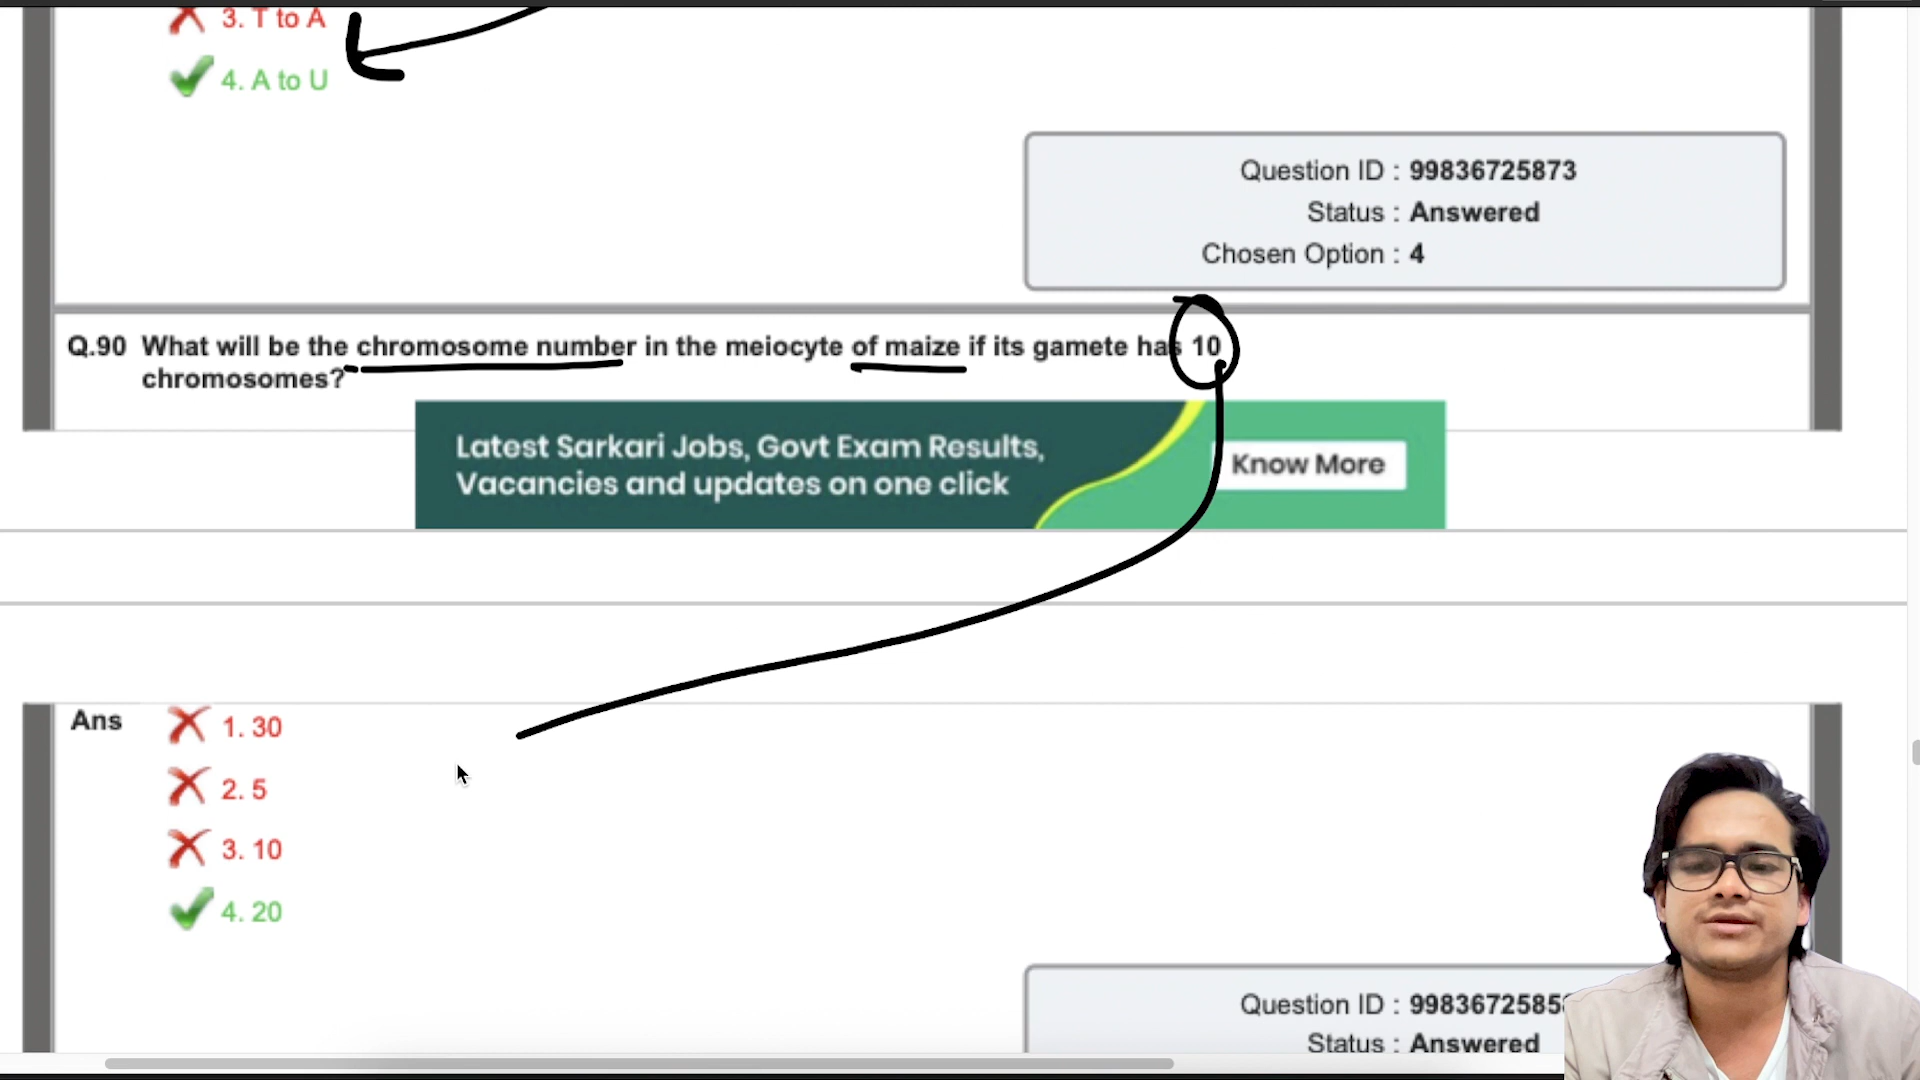 3. T to A
4. A to U
Question ID : 99836725873
Status : Answered
Chosen Option : 4
Q.90 What will be the chromosome number in the meiocyte of maize if its gamete has 10
chromosomes?
Latest Sarkari Jobs, Govt Exam Results,
Vacancies and updates on one click
Know More
Ans
1. 30
2. 5
3. 10
4. 20
Question ID :
Status : Answered